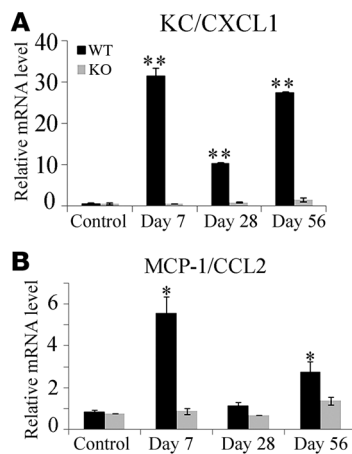 A
KC/CXCL1
WT
KO
Relative mRNA level
40
30
20
10
0
**
**
**
Control Day 7 Day 28 Day 56
B
MCP-1/CCL2
Relative mRNA level
6
4
2
0
*
*
Control Day 7 Day 28 Day 56